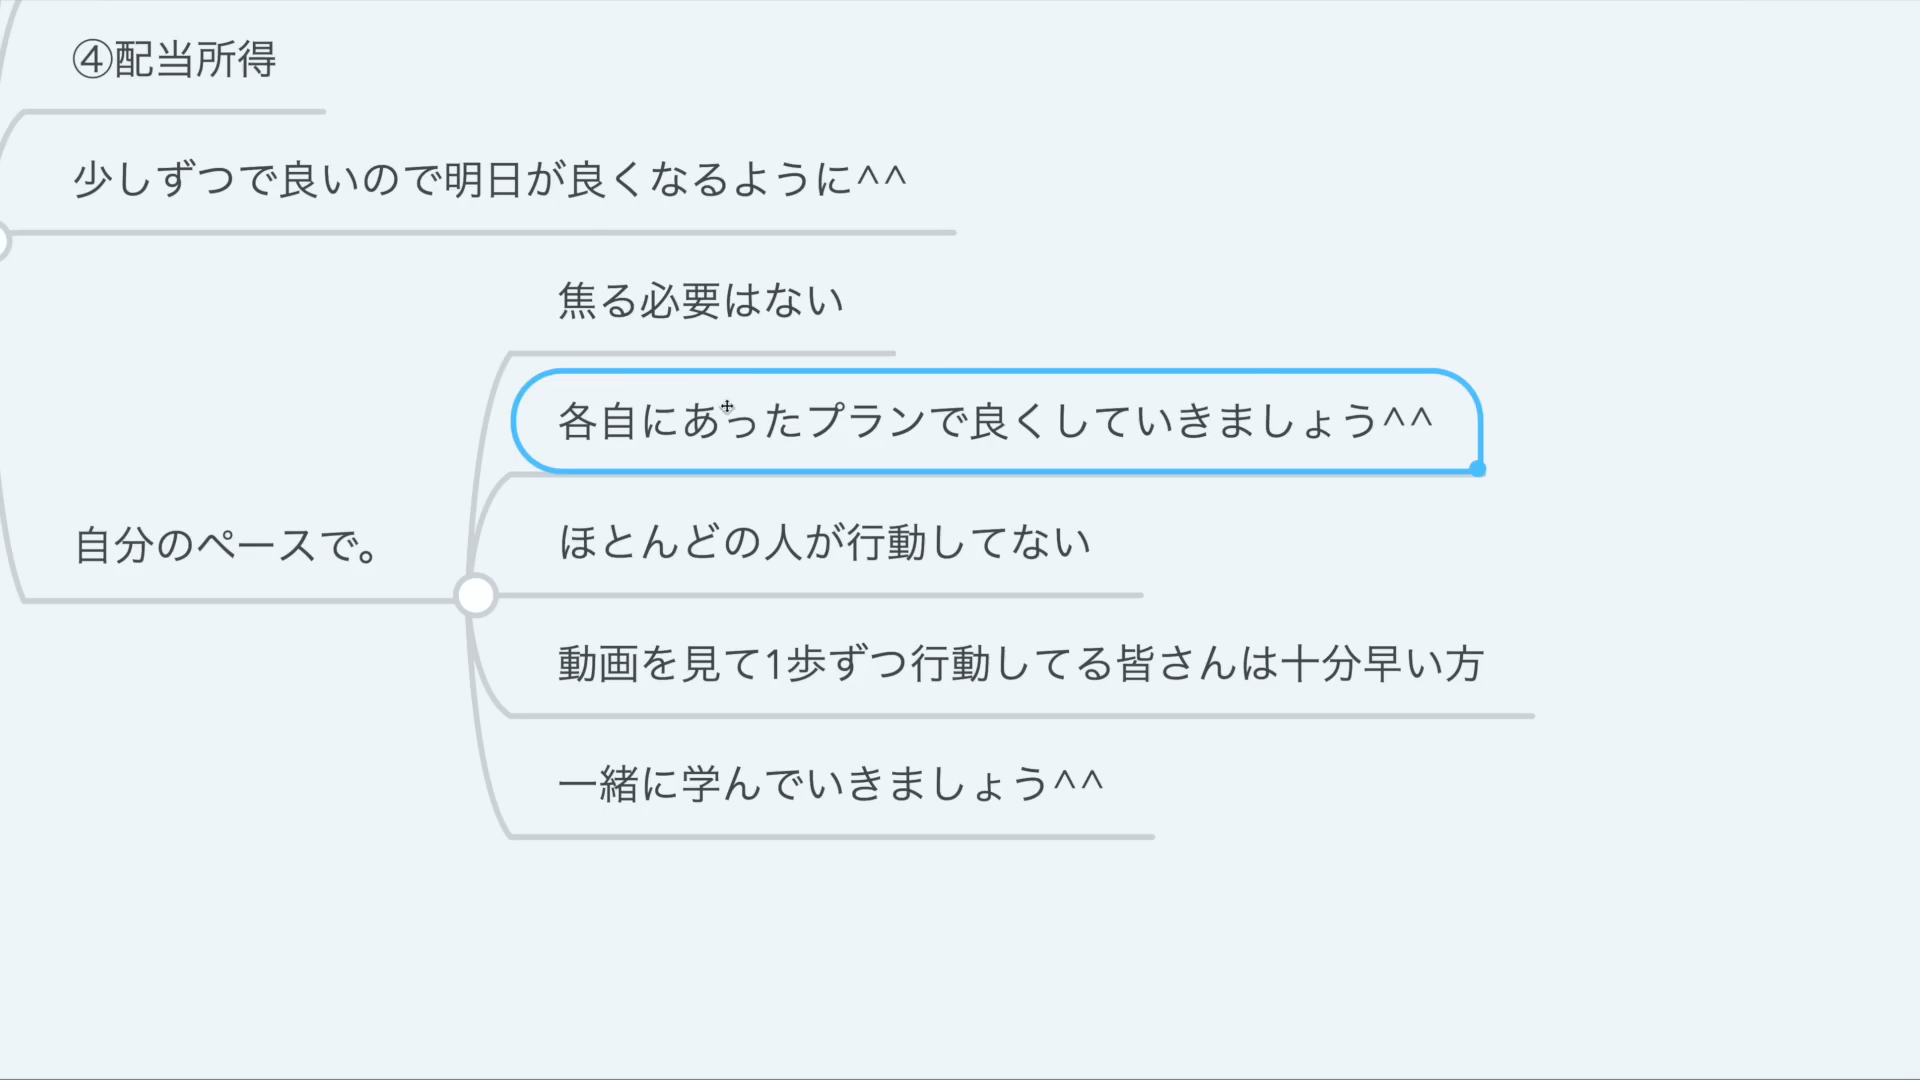 ④配当所得
少しずつで良いので明日が良くなるように^^
自分のペースで。
焦る必要はない
各自にあったプランで良くしていきましょう^^
ほとんどの人が行動してない
動画を見て1歩ずつ行動してる皆さんは十分早い方
一緒に学んでいきましょう^^